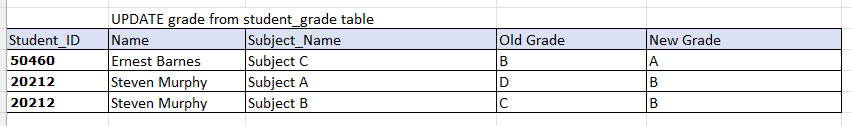 UPDATE grade from student_grade table
Student_ID Name Subject_Name Old Grade New Grade
50460 Ernest Barnes Subject C B A
20212 Steven Murphy Subject A D B
20212 Steven Murphy Subject B C B